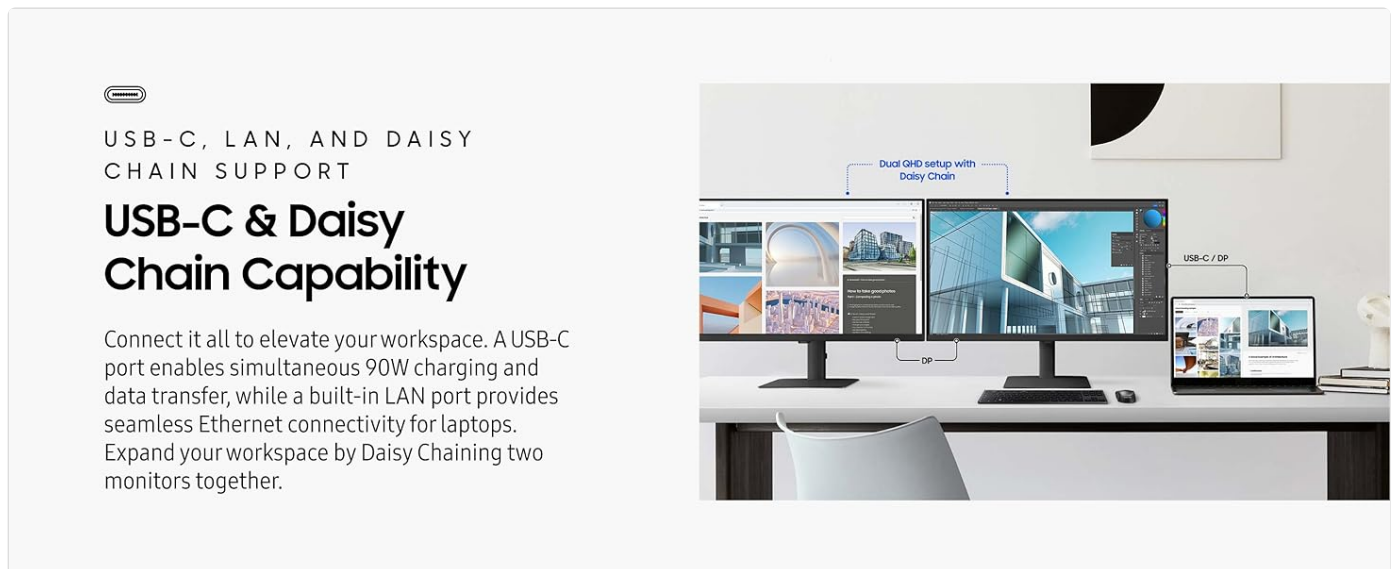 USB-C, LAN, AND DAISY
CHAIN SUPPORT
USB-C & Daisy
Chain Capability
Connect it all to elevate your workspace. A USB-C
port enables simultaneous 90W charging and
data transfer, while a built-in LAN port provides
seamless Ethernet connectivity for laptops.
Expand your workspace by Daisy Chaining two
monitors together.
Dual QHD setup with
Daisy Chain
USB-C / DP
How to take good photos
DP